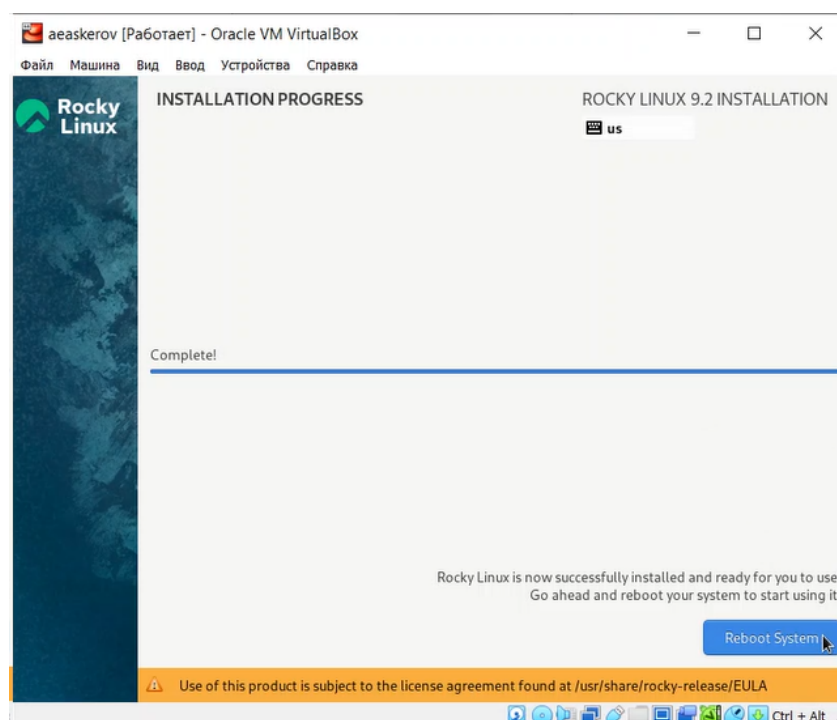 aeaskerov [Работает] - Oracle VM VirtualBox
Файл Машина Вид Ввод Устройства Справка
Rocky
Linux
INSTALLATION PROGRESS
ROCKY LINUX 9.2 INSTALLATION
us
Complete!
Rocky Linux is now successfully installed and ready for you to use
Go ahead and reboot your system to start using it
Reboot System
Use of this product is subject to the license agreement found at /usr/share/rocky-release/EULA
Ctrl + Alt